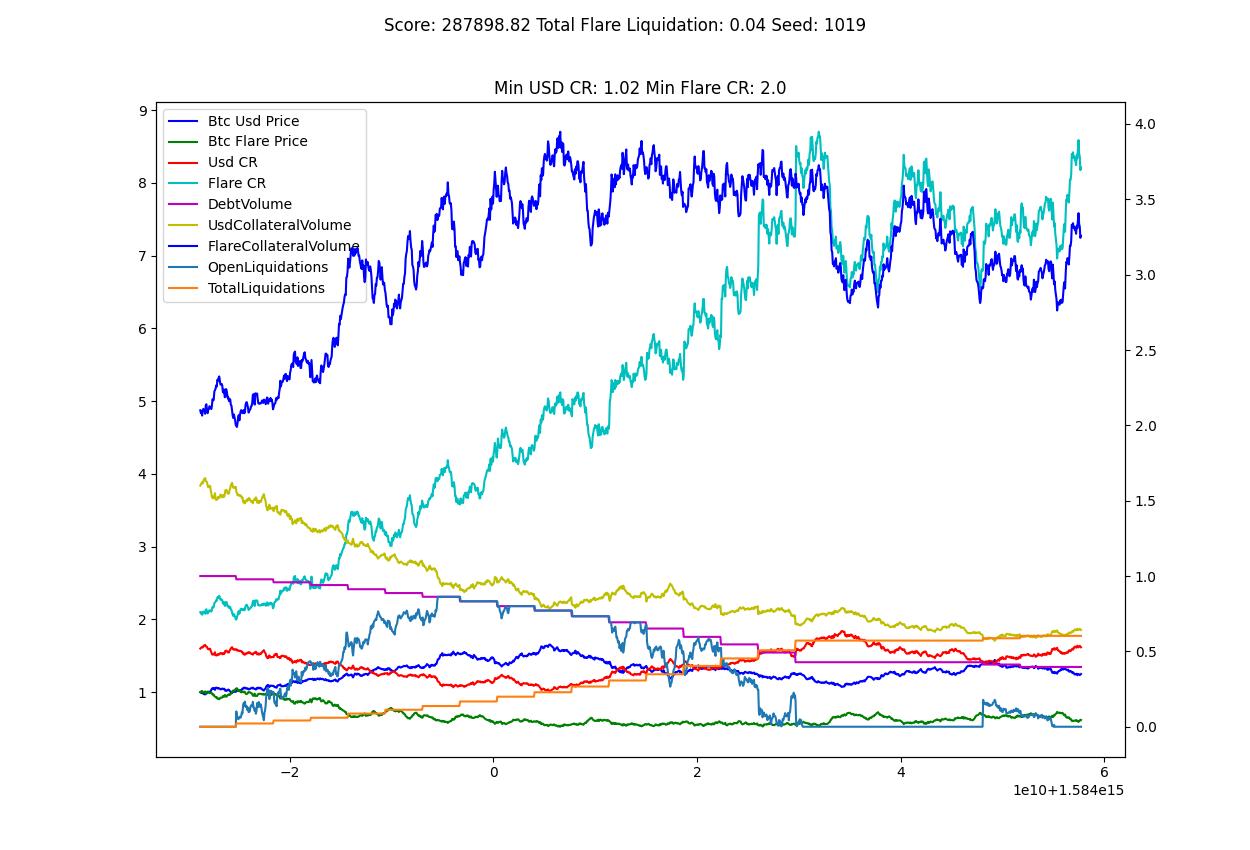 Score: 287898.82 Total Flare Liquidation: 0.04 Seed: 1019
Min USD CR: 1.02 Min Flare CR: 2.0
Btc Usd Price
Btc Flare Price
Usd CR
Flare CR
DebtVolume
UsdCollateralVolume
FlareCollateralVolume
OpenLiquidations
TotalLiquidations
9
8
7
6
5
4
3
2
1
4.0
3.5
3.0
2.5
2.0
1.5
1.0
0.5
0.0
−2 0 2 4 6
1e10+1.584e15